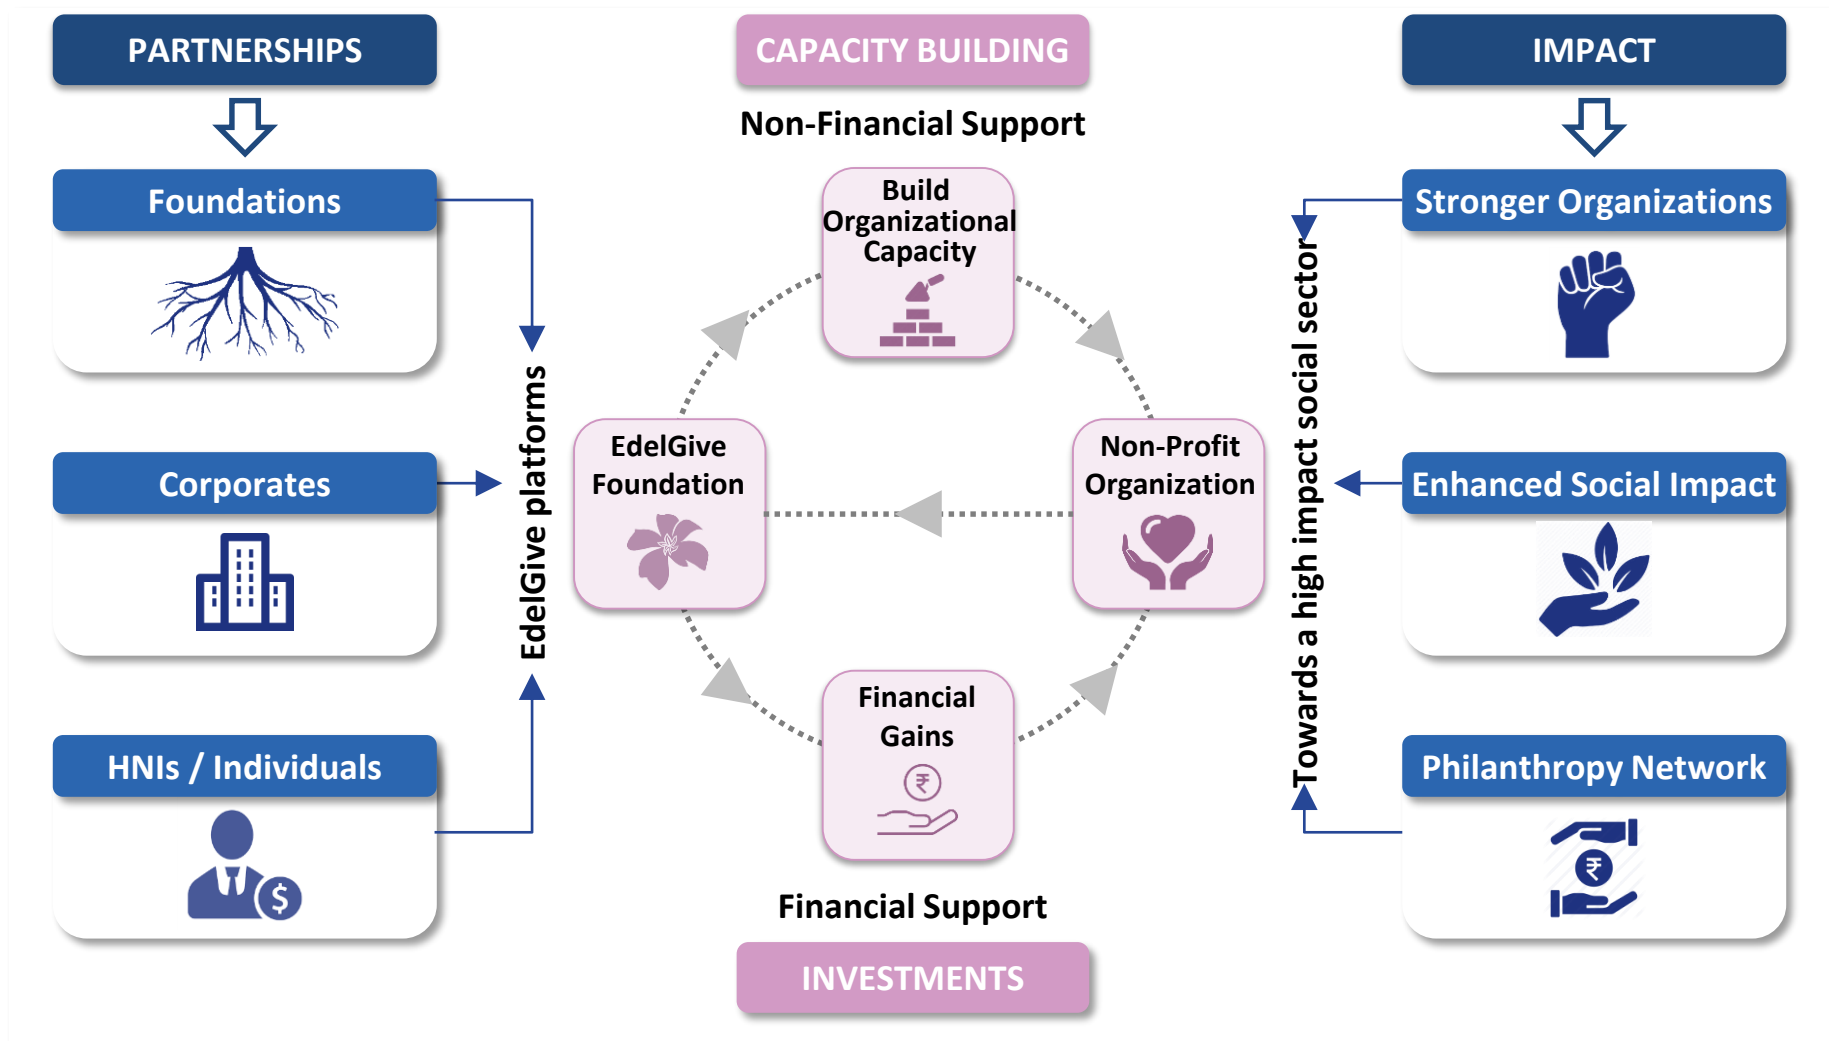 PARTNERSHIPS
Foundations
Corporates
HNIs / Individuals
$
EdelGive platforms
CAPACITY BUILDING
Non-Financial Support
Build
Organizational
Capacity
EdelGive
Foundation
Non-Profit
Organization
Financial
Gains
₹
Financial Support
INVESTMENTS
Towards a high impact social sector
IMPACT
Stronger Organizations
Enhanced Social Impact
Philanthropy Network
₹